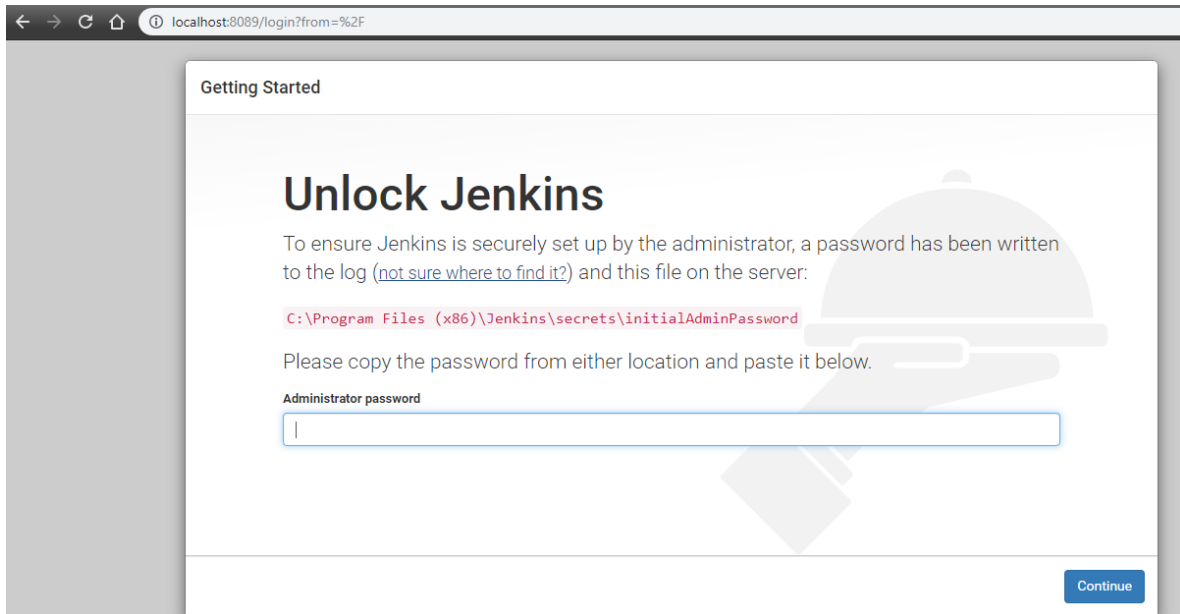 localhost:8089/login?from=%2F
Getting Started
Unlock Jenkins
To ensure Jenkins is securely set up by the administrator, a password has been written
to the log (not sure where to find it?) and this file on the server:
C:\Program Files (x86)\Jenkins\secrets\initialAdminPassword
Please copy the password from either location and paste it below.
Administrator password
Continue